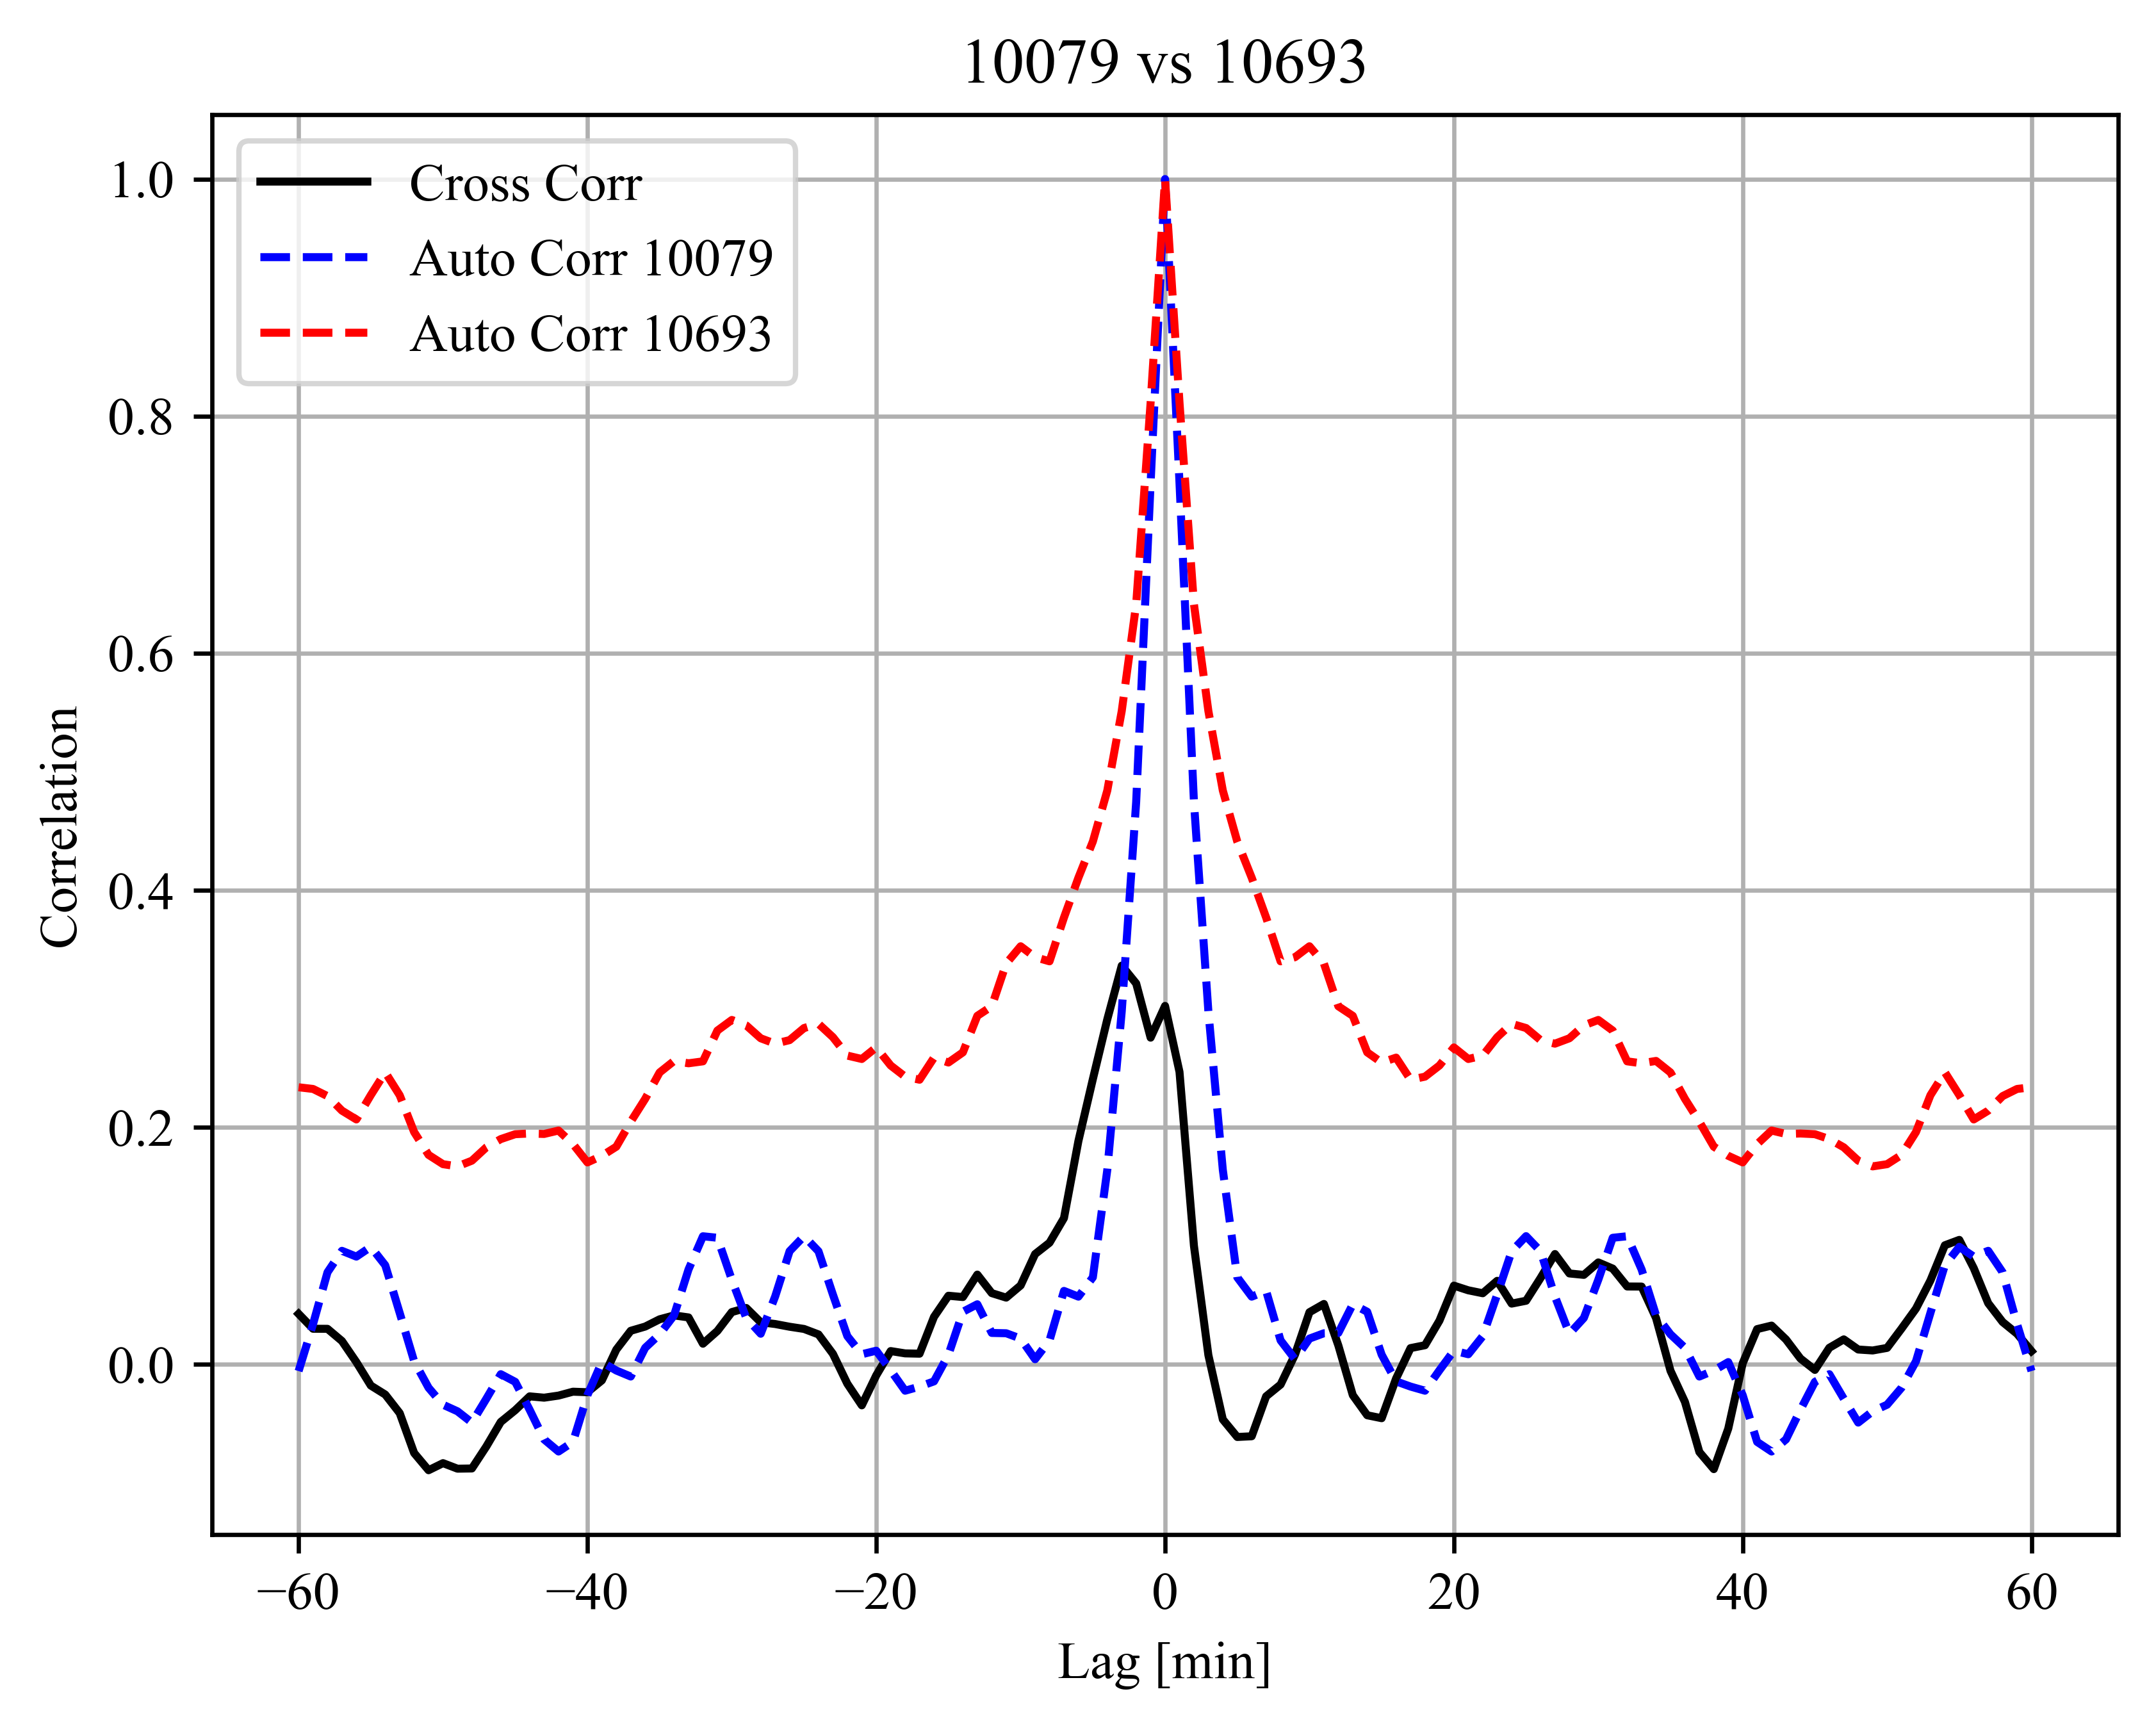 10079 vs 10693
Cross Corr
Auto Corr 10079
Auto Corr 10693
1.0
0.8
0.6
0.4
0.2
0.0
Correlation
−60 −40 −20 0 20 40 60
Lag [min]